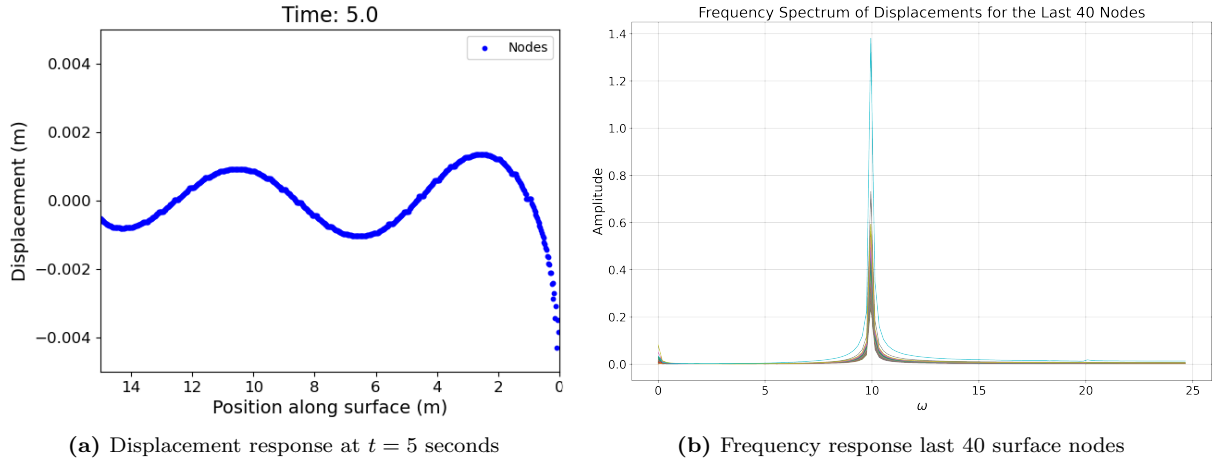 Time: 5.0
Nodes
0.004
0.002
0.000
−0.002
−0.004
Displacement (m)
14 12 10 8 6 4 2 0
Position along surface (m)
(a) Displacement response at t = 5 seconds
Frequency Spectrum of Displacements for the Last 40 Nodes
1.4
1.2
1.0
0.8
0.6
0.4
0.2
0.0
Amplitude
0 5 10 15 20 25
ω
(b) Frequency response last 40 surface nodes